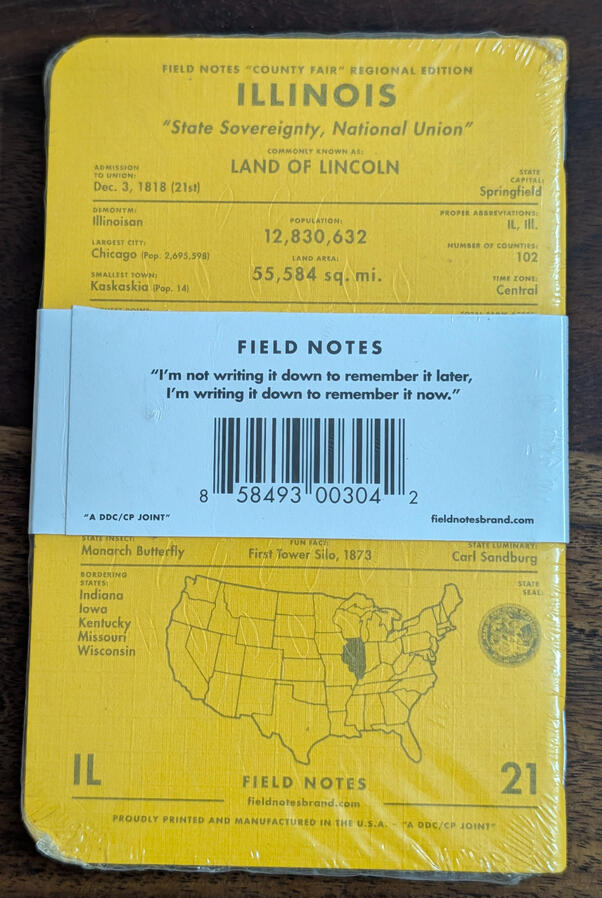 FIELD NOTES "COUNTY FAIR" REGIONAL EDITION
ILLINOIS
"State Sovereignty, National Union"
COMMONLY KNOWN AS:
LAND OF LINCOLN
ADMISSION
TO UNION:
Dec. 3, 1818 (21st)
STATE
CAPITAL:
Springfield
DEMONYM:
Illinoisan
LARGEST CITY:
Chicago (Pop. 2,695,598)
SMALLEST TOWN:
Kaskaskia (Pop. 14)
POPULATION:
12,830,632
LAND AREA:
55,584 sq. mi.
PROPER ABBREVIATIONS:
IL, Ill.
NUMBER OF COUNTIES:
102
TIME ZONE:
Central
FIELD NOTES
"I'm not writing it down to remember it later,
I'm writing it down to remember it now."
8 58493 00304 2
"A DDC/CP JOINT"
fieldnotesbrand.com
STATE INSECT:
Monarch Butterfly
FUN FACT:
First Tower Silo, 1873
STATE LUMINARY:
Carl Sandburg
BORDERING
STATES:
Indiana
Iowa
Kentucky
Missouri
Wisconsin
STATE
SEAL:
IL
FIELD NOTES
21
fieldnotesbrand.com
PROUDLY PRINTED AND MANUFACTURED IN THE U.S.A. – "A DDC/CP JOINT"